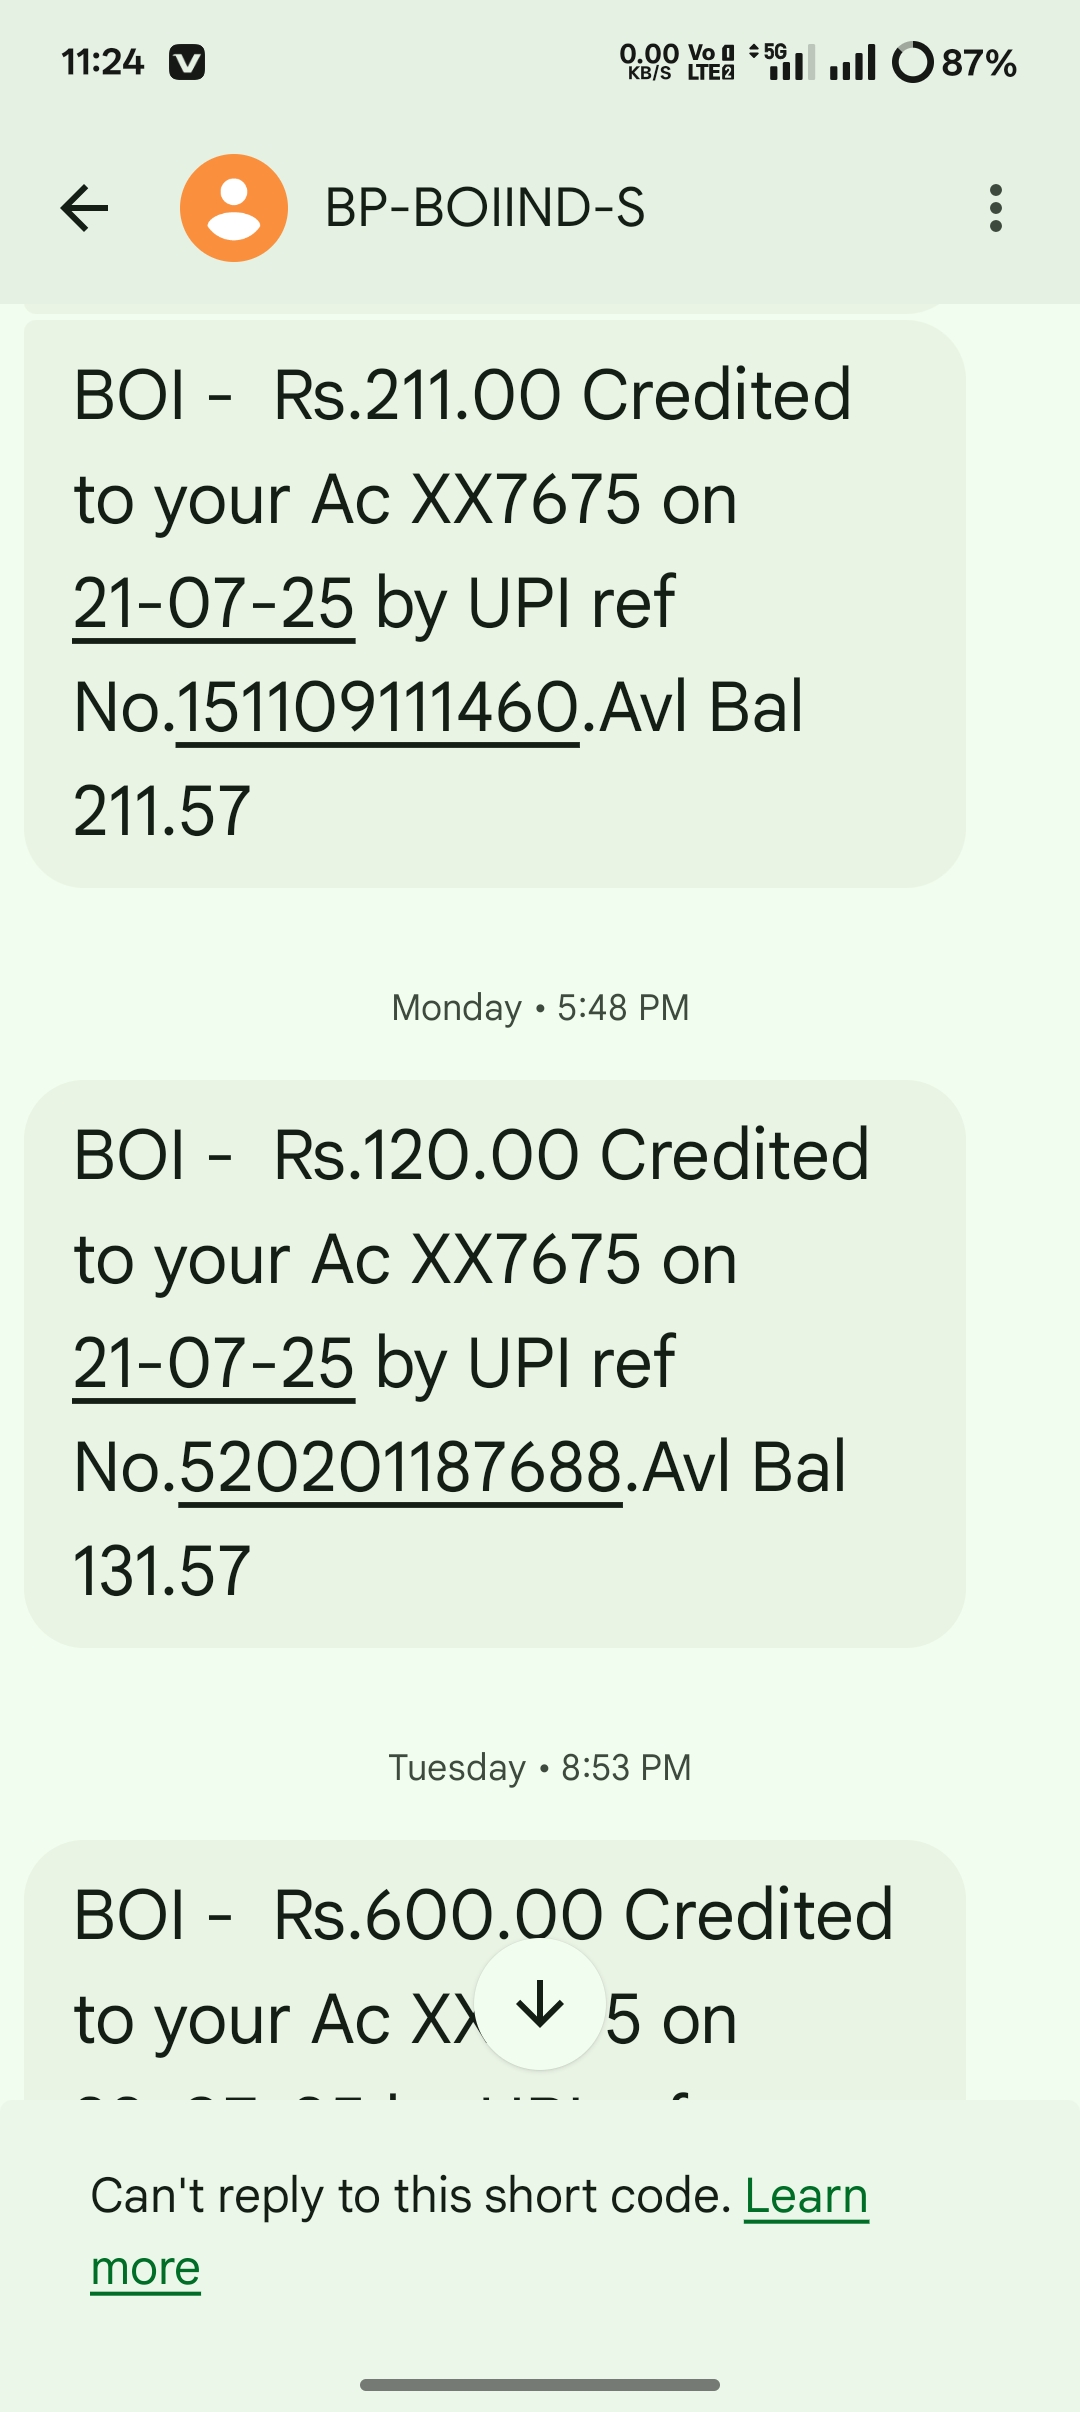 11:24
0.00 KB/S Vo LTE 1 2 5G 87%
BP-BOIIND-S
BOI - Rs.211.00 Credited
to your Ac XX7675 on
21-07-25 by UPI ref
No.151109111460.Avl Bal
211.57
Monday • 5:48 PM
BOI - Rs.120.00 Credited
to your Ac XX7675 on
21-07-25 by UPI ref
No.520201187688.Avl Bal
131.57
Tuesday • 8:53 PM
BOI - Rs.600.00 Credited
to your Ac 5 on
Can't reply to this short code. Learn
more